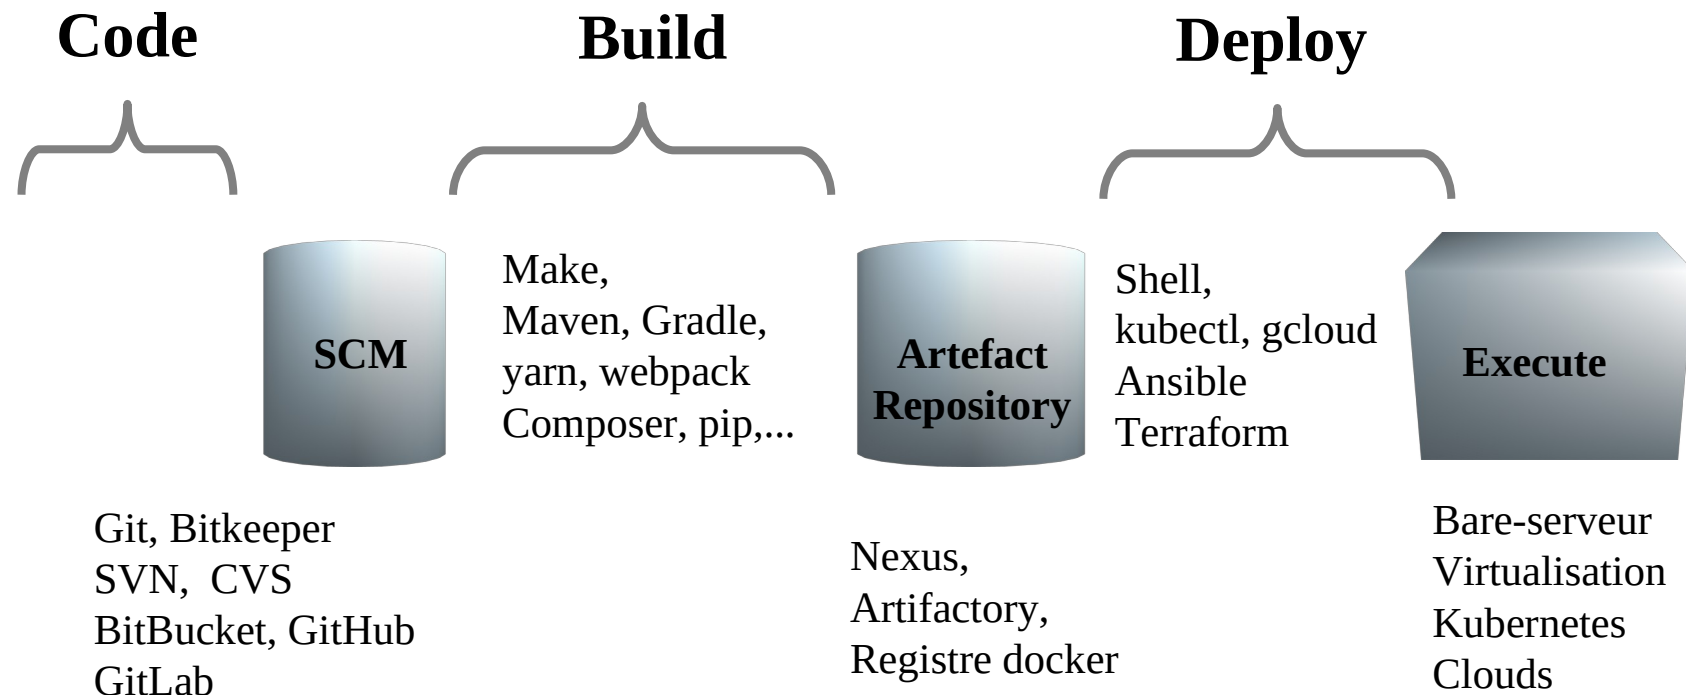 Code
Build
Deploy
SCM
Make,
Maven, Gradle,
yarn, webpack
Composer, pip,...
Artefact
Repository
Shell,
kubectl, gcloud
Ansible
Terraform
Execute
Git, Bitkeeper
SVN,  CVS
BitBucket, GitHub
GitLab
Nexus,
Artifactory,
Registre docker
Bare-serveur
Virtualisation
Kubernetes
Clouds